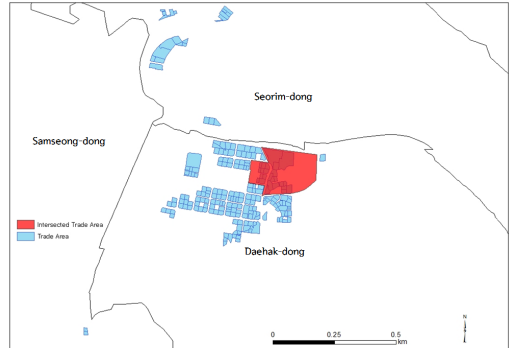 Seorim-dong
Samseong-dong
Intersected Trade Area
Trade Area
Daehak-dong
N
0 0.25 0.5
km